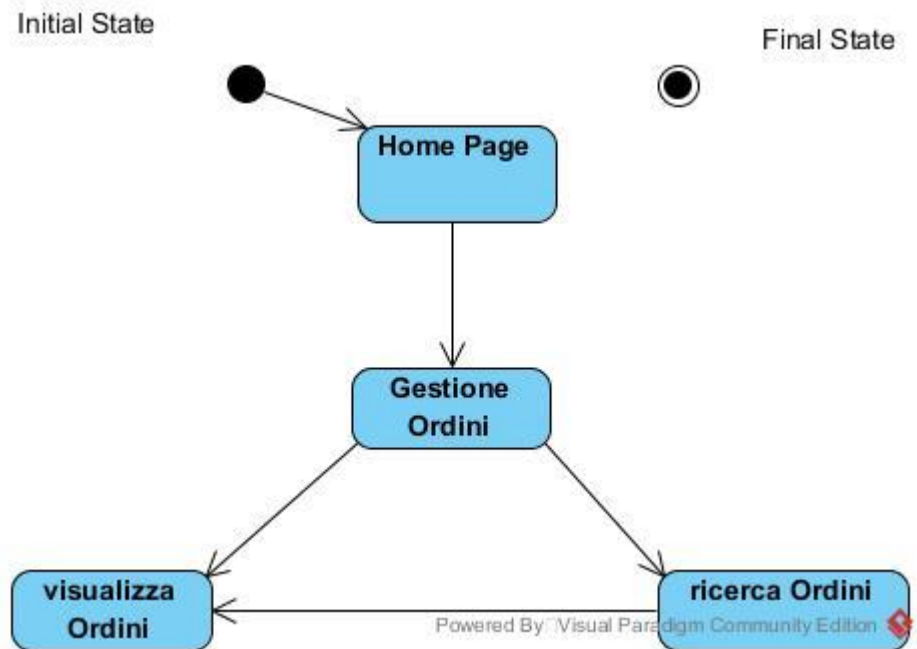 Initial State
Final State
Home Page
Gestione
Ordini
visualizza
Ordini
ricerca Ordini
Powered By Visual Paradigm Community Edition